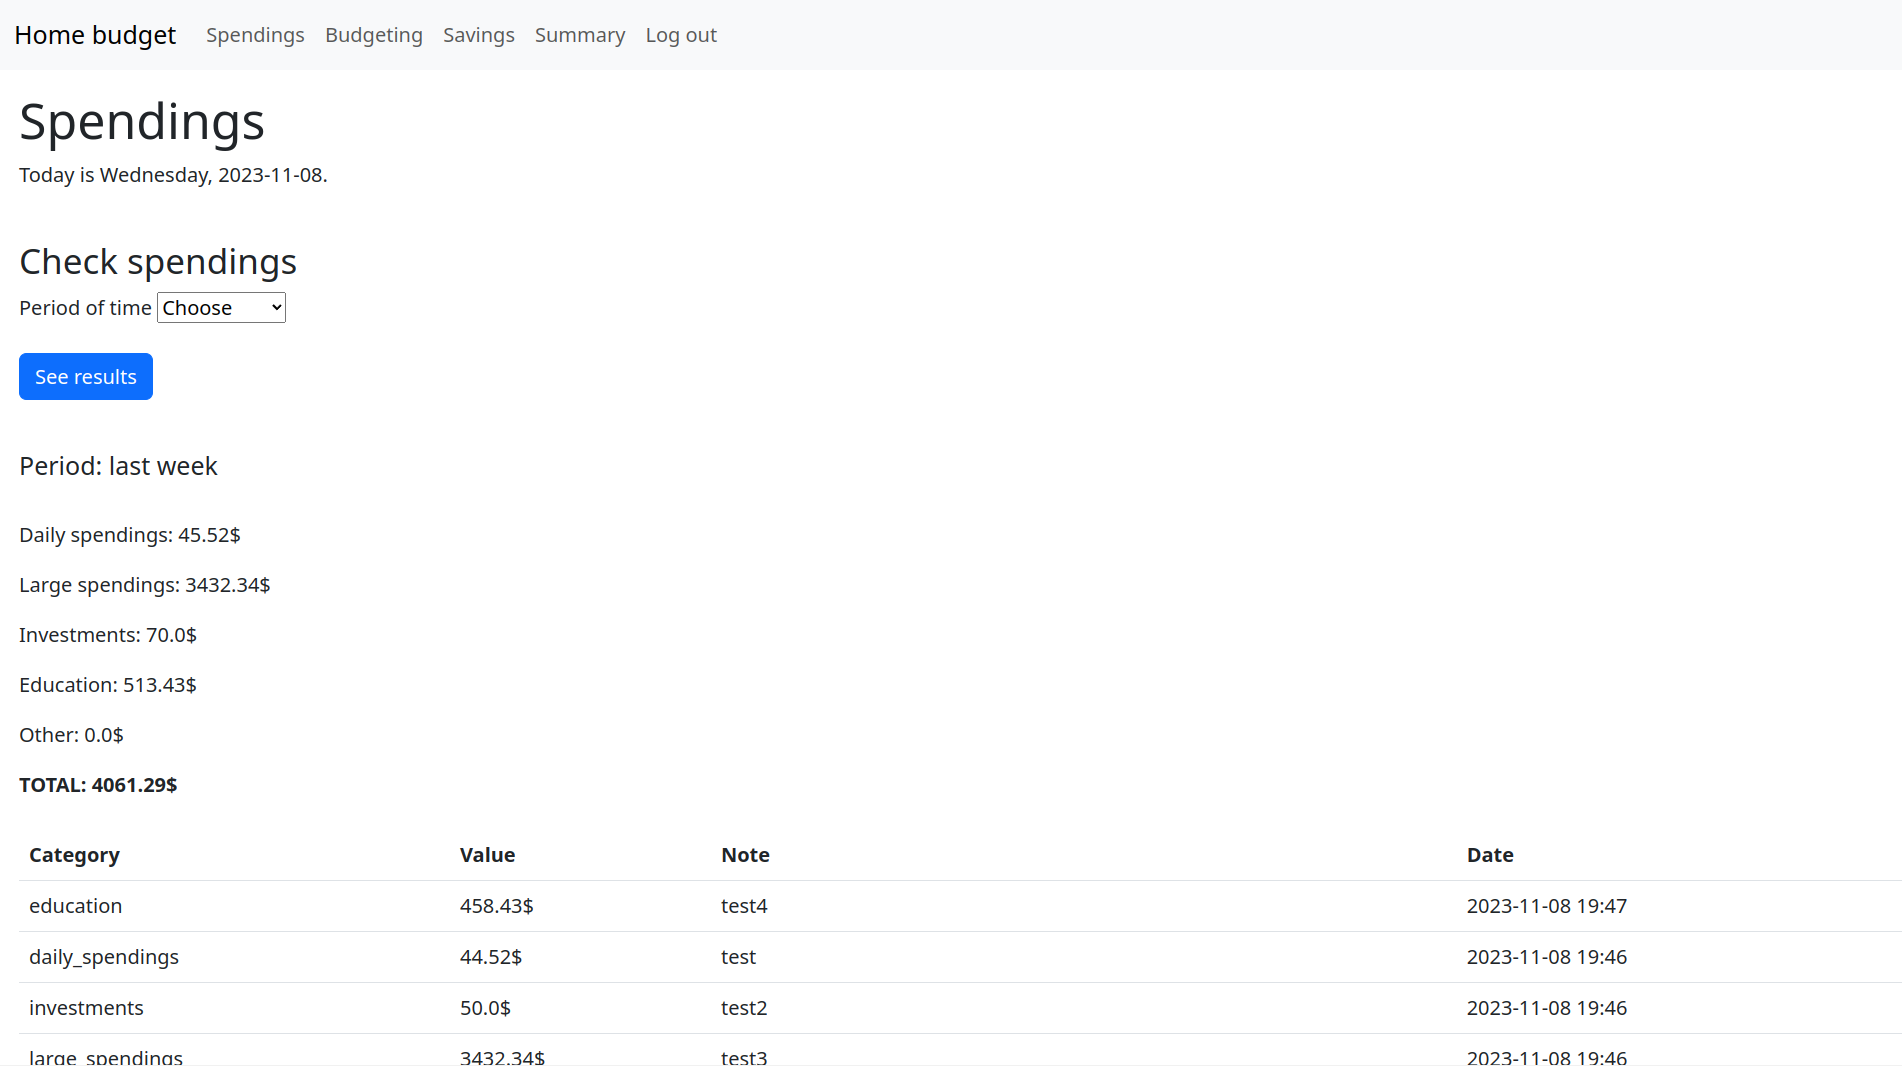 Home budget Spendings Budgeting Savings Summary Log out
Spendings
Today is Wednesday, 2023-11-08.
Check spendings
Period of time Choose
See results
Period: last week
Daily spendings: 45.52$
Large spendings: 3432.34$
Investments: 70.0$
Education: 513.43$
Other: 0.0$
TOTAL: 4061.29$
Category Value Note Date
education 458.43$ test4 2023-11-08 19:47
daily_spendings 44.52$ test 2023-11-08 19:46
investments 50.0$ test2 2023-11-08 19:46
large_spendings 3432.34$ test3 2023-11-08 19:46